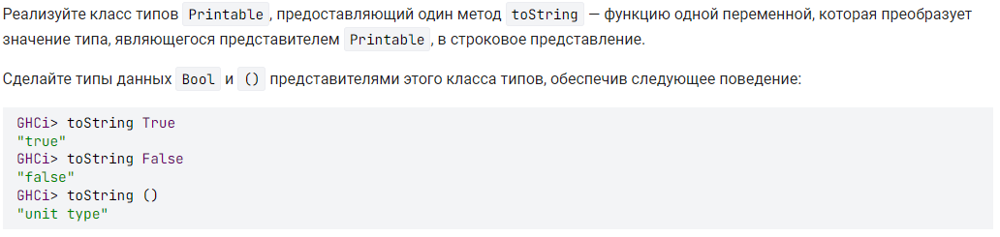 Реализуйте класс типов Printable, предоставляющий один метод toString — функцию одной переменной, которая преобразует
значение типа, являющегося представителем Printable, в строковое представление.
Сделайте типы данных Bool и () представителями этого класса типов, обеспечив следующее поведение:
GHCi> toString True
"true"
GHCi> toString False
"false"
GHCi> toString ()
"unit type"